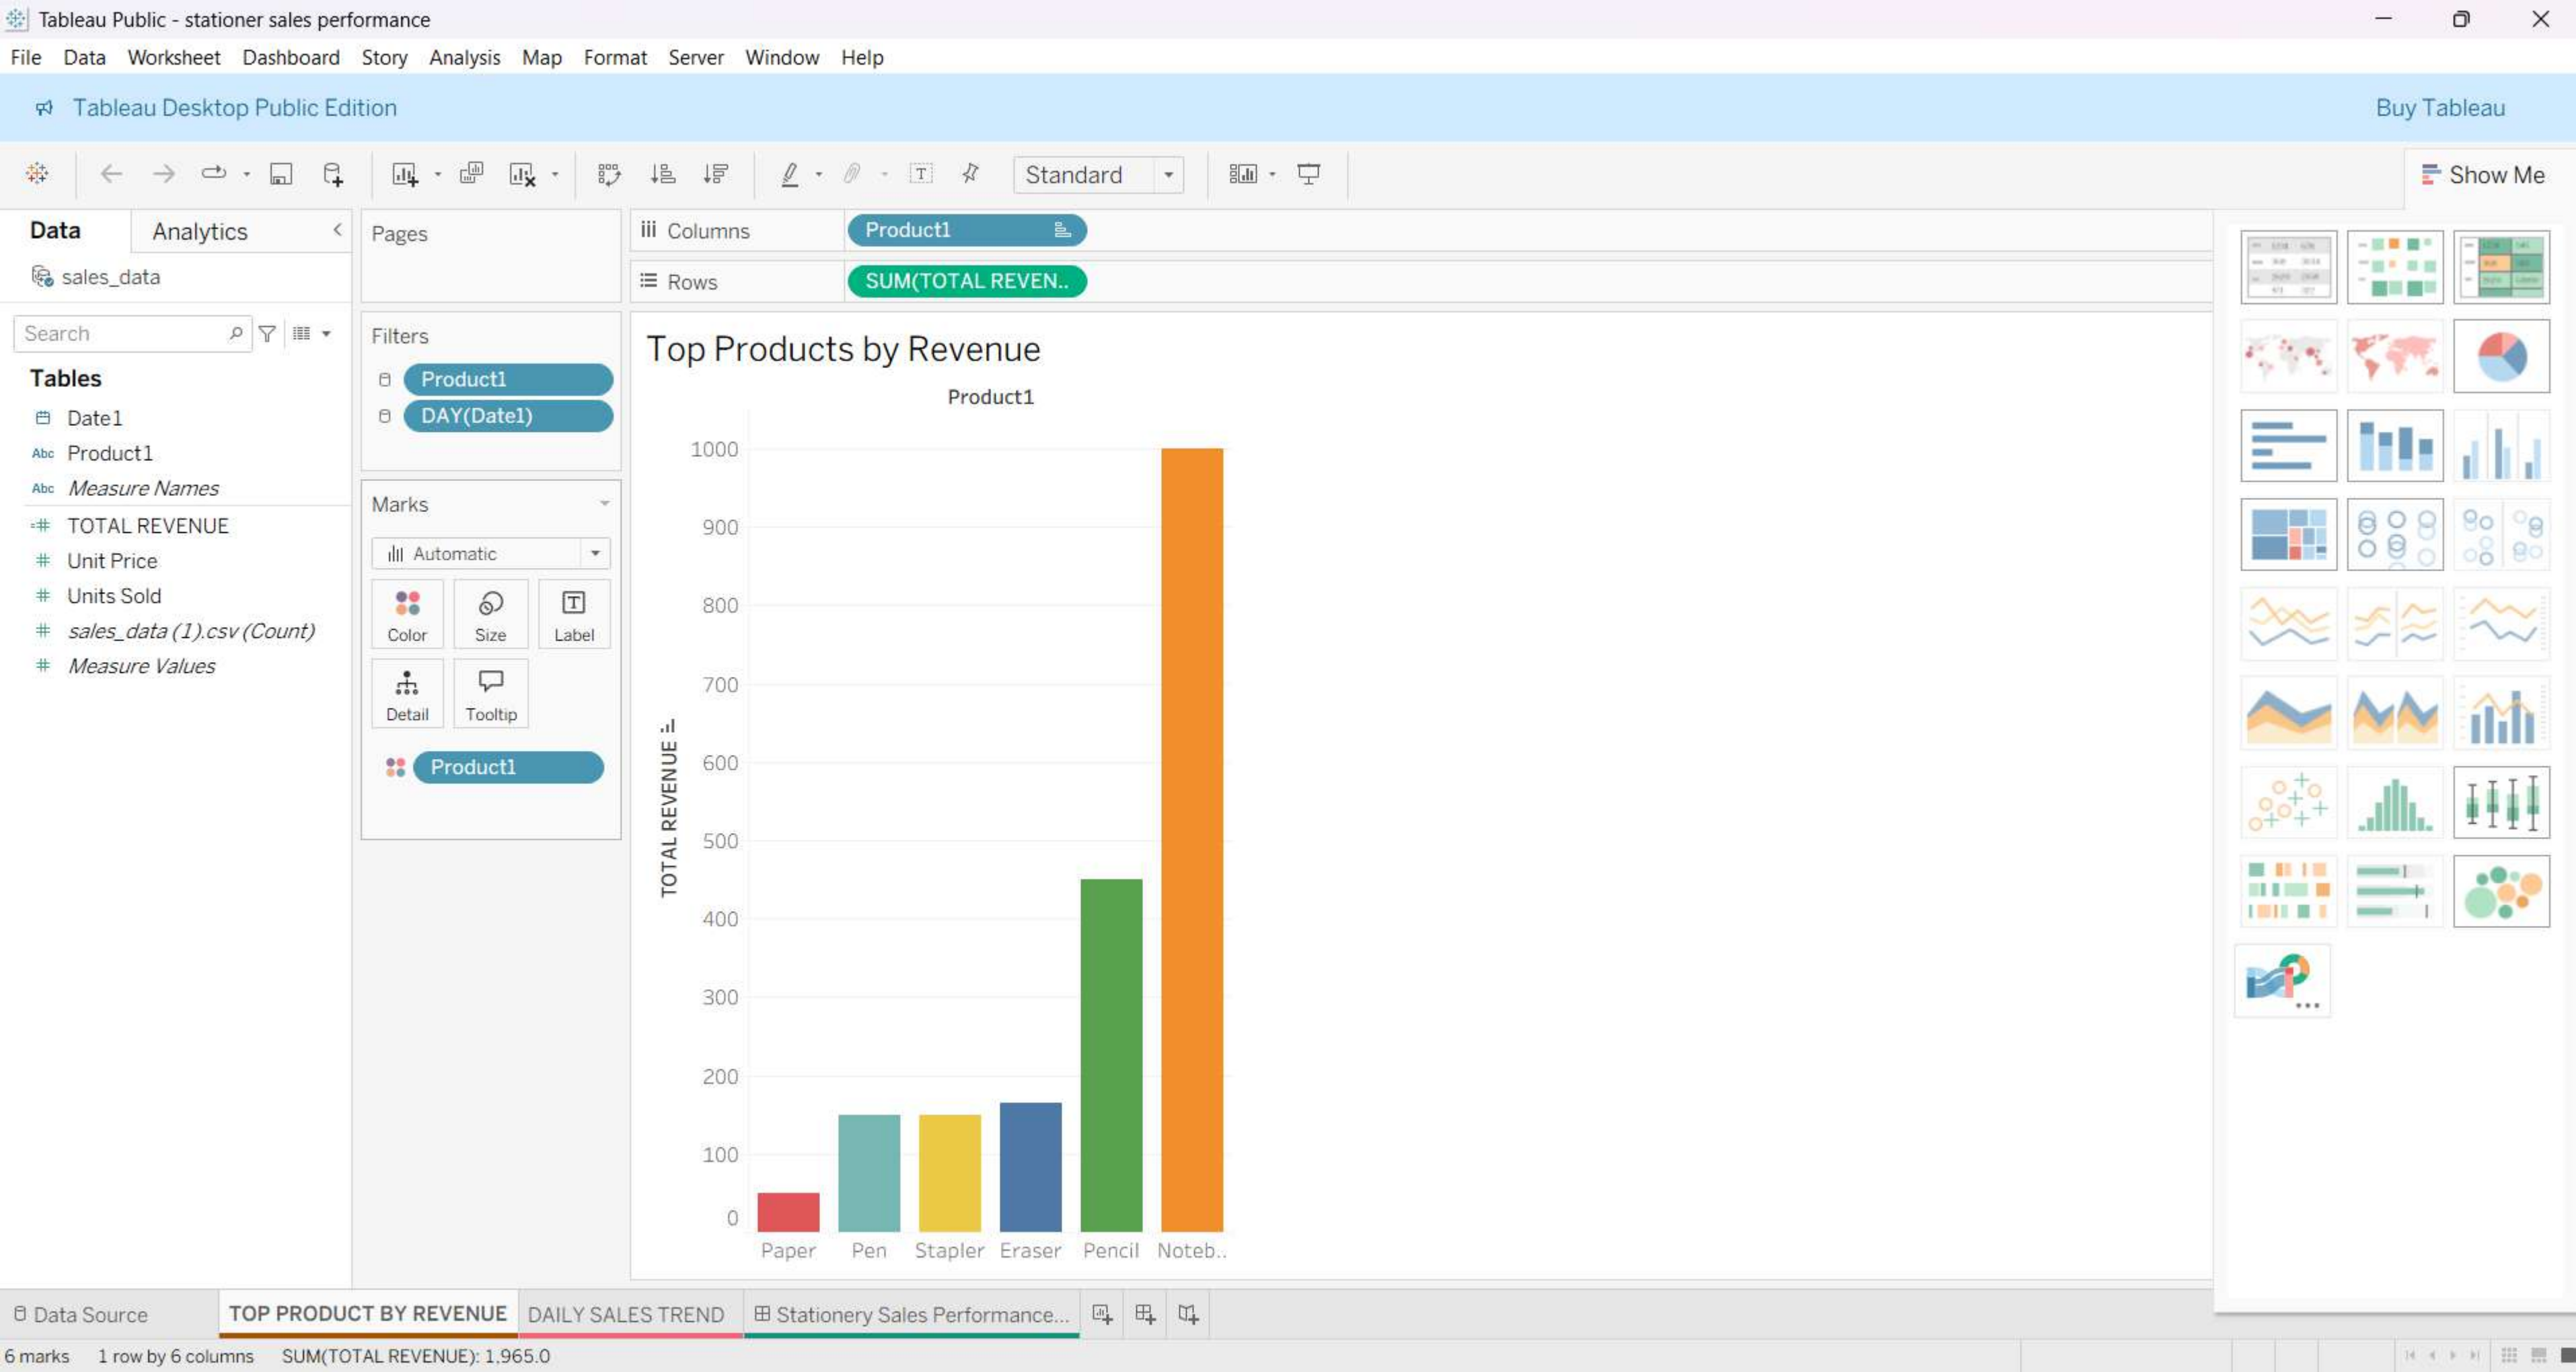 Tableau Public - stationer sales performance
File Data Worksheet Dashboard Story Analysis Map Format Server Window Help
Tableau Desktop Public Edition
Buy Tableau
Standard
Show Me
Data
Analytics
sales_data
Search
Tables
Date1
Abc Product1
Abc Measure Names
TOTAL REVENUE
Unit Price
Units Sold
sales_data (1).csv (Count)
Measure Values
Pages
Filters
Product1
DAY(Date1)
Marks
Automatic
Color Size Label
Detail Tooltip
Product1
Columns Product1
Rows SUM(TOTAL REVEN..
Top Products by Revenue
Product1
1000
900
800
700
600
500
400
300
200
100
0
TOTAL REVENUE
Paper Pen Stapler Eraser Pencil Noteb..
Data Source TOP PRODUCT BY REVENUE DAILY SALES TREND Stationery Sales Performance...
6 marks 1 row by 6 columns SUM(TOTAL REVENUE): 1,965.0